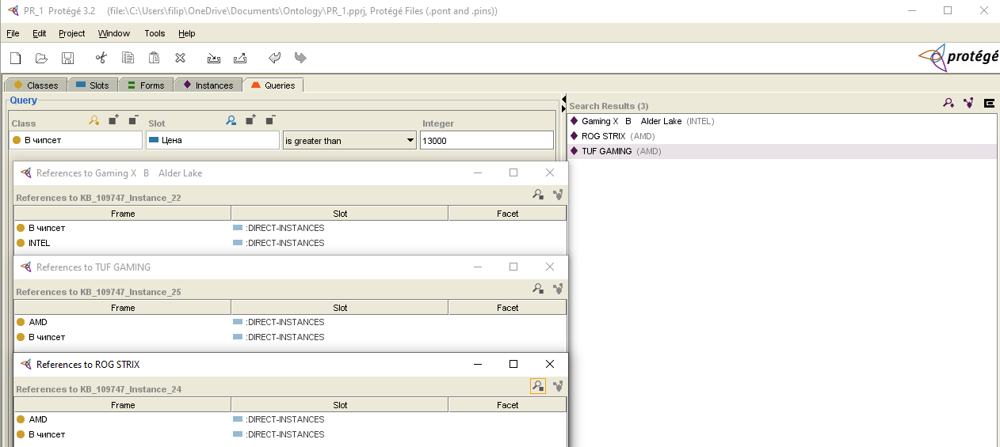 PR_1 Protégé 3.2 (file:\C:\Users\filip\OneDrive\Documents\Ontology\PR_1.pprj, Protégé Files (.pont and .pins))
File Edit Project Window Tools Help
protégé
Classes Slots Forms Instances Queries
Query
Class Slot Integer
В чипсет Цена is greater than 13000
References to Gaming X B Alder Lake
References to KB_109747_Instance_22
Frame Slot Facet
В чипсет :DIRECT-INSTANCES
INTEL :DIRECT-INSTANCES
References to TUF GAMING
References to KB_109747_Instance_25
Frame Slot Facet
AMD :DIRECT-INSTANCES
В чипсет :DIRECT-INSTANCES
References to ROG STRIX
References to KB_109747_Instance_24
Frame Slot Facet
AMD :DIRECT-INSTANCES
В чипсет :DIRECT-INSTANCES
Search Results (3)
Gaming X B Alder Lake (INTEL)
ROG STRIX (AMD)
TUF GAMING (AMD)